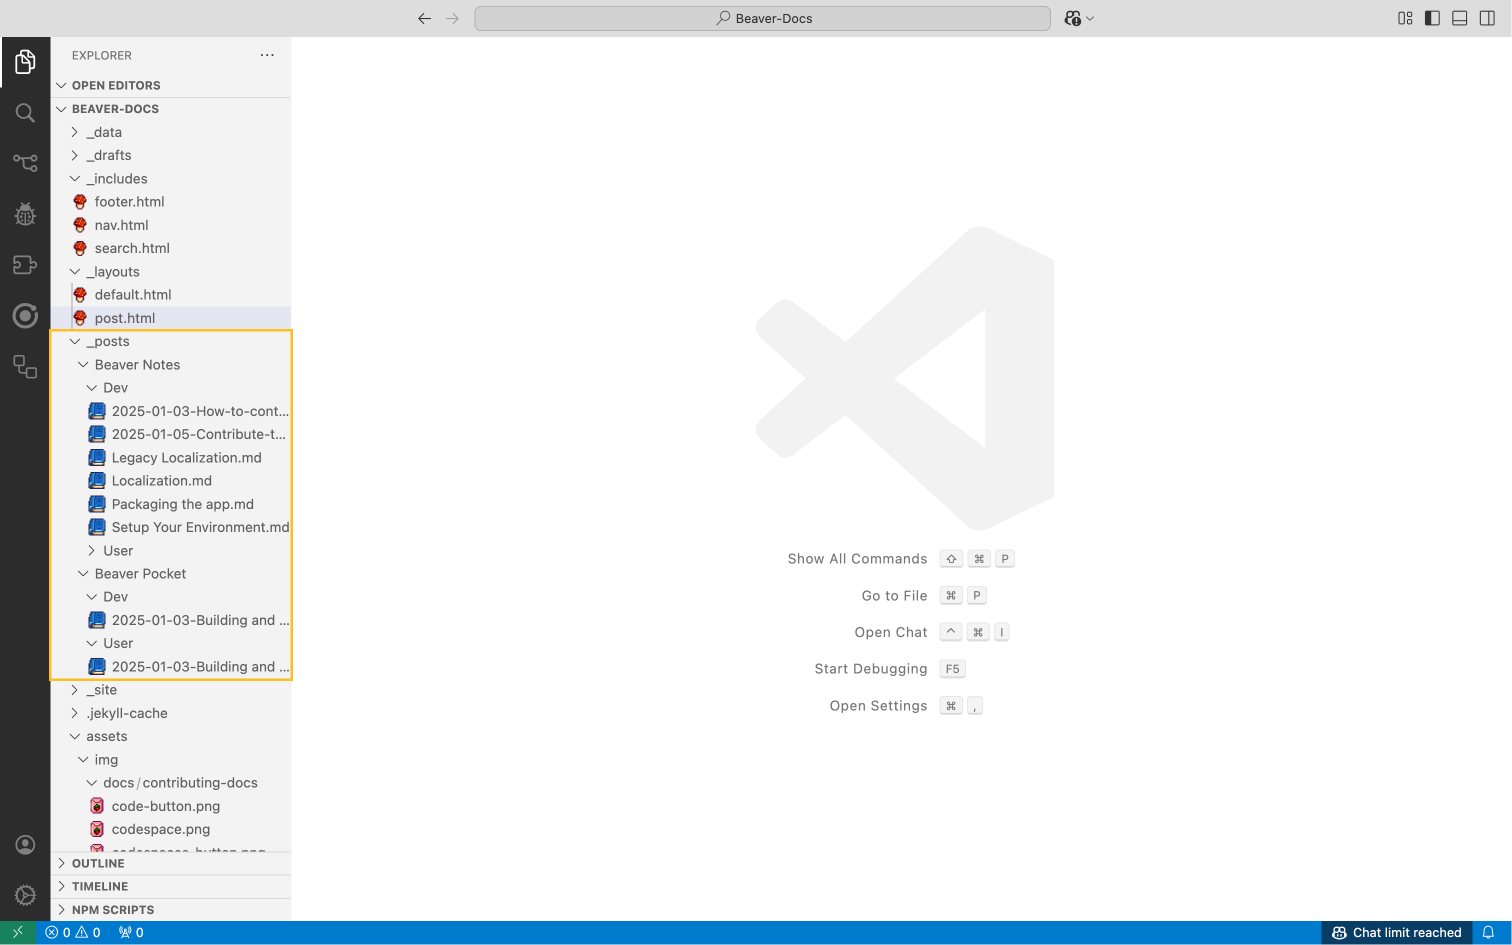 Beaver-Docs
EXPLORER
OPEN EDITORS
BEAVER-DOCS
_data
_drafts
_includes
footer.html
nav.html
search.html
_layouts
default.html
post.html
_posts
Beaver Notes
Dev
2025-01-03-How-to-cont...
2025-01-05-Contribute-t...
Legacy Localization.md
Localization.md
Packaging the app.md
Setup Your Environment.md
User
Beaver Pocket
Dev
2025-01-03-Building and ...
User
2025-01-03-Building and ...
_site
.jekyll-cache
assets
img
docs/contributing-docs
code-button.png
codespace.png
codespaces-button.png
OUTLINE
TIMELINE
NPM SCRIPTS
Show All Commands ⇧ ⌘ P
Go to File ⌘ P
Open Chat ^ ⌘ I
Start Debugging F5
Open Settings ⌘ ,
0 0 0
Chat limit reached